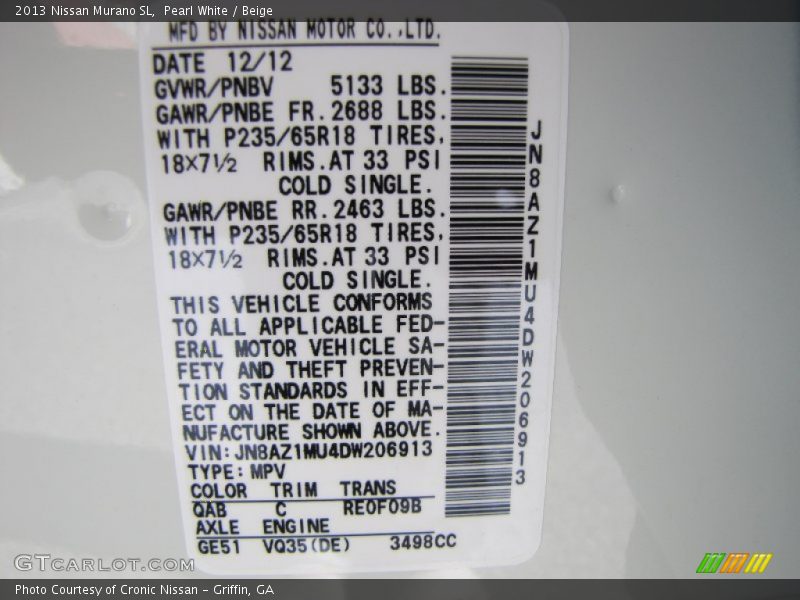 2013 Nissan Murano SL,  Pearl White / Beige
MFD BY NISSAN MOTOR CO.,LTD.
DATE 12/12
GVWR/PNBV 5133 LBS.
GAWR/PNBE FR.2688 LBS.
WITH P235/65R18 TIRES,
18×7½ RIMS.AT 33 PSI
COLD SINGLE.
GAWR/PNBE RR.2463 LBS.
WITH P235/65R18 TIRES,
18×7½ RIMS.AT 33 PSI
COLD SINGLE.
THIS VEHICLE CONFORMS
TO ALL APPLICABLE FED-
ERAL MOTOR VEHICLE SA-
FETY AND THEFT PREVEN-
TION STANDARDS IN EFF-
ECT ON THE DATE OF MA-
NUFACTURE SHOWN ABOVE.
VIN:JN8AZ1MU4DW206913
TYPE:MPV
COLOR TRIM TRANS
QAB C RE0F09B
AXLE ENGINE
GE51 VQ35(DE) 3498CC
JN8AZ1MU4DW206913
GTCARLOT.COM
Photo Courtesy of Cronic Nissan - Griffin, GA